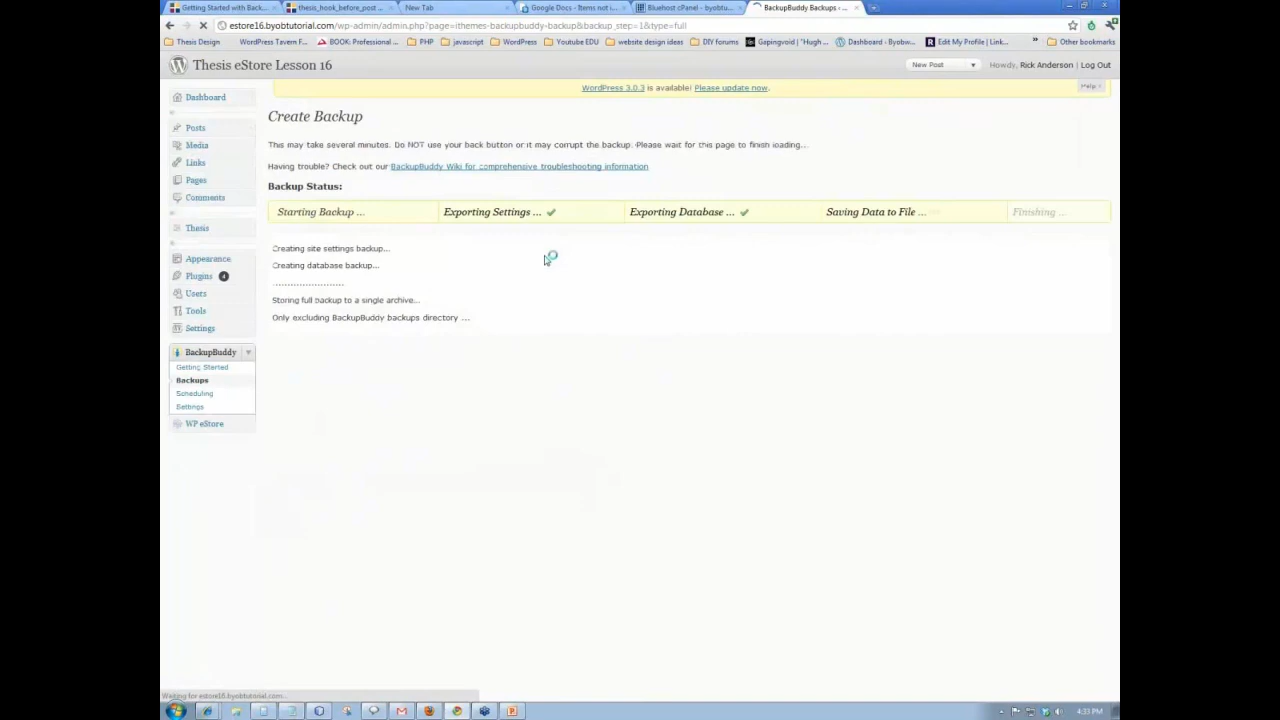 Getting Started with Back...
thesis_hook_before_post ...
New Tab
Google Docs - Items not i...
Bluehost cPanel - byobtu...
BackupBuddy Backups - ...
estore16.byobtutorial.com/wp-admin/admin.php?page=ithemes-backupbuddy-backup&backup_step=1&type=full
Thesis Design
WordPress Tavern F...
BOOK: Professional ...
PHP
javascript
WordPress
Youtube EDU
website design ideas
DIY forums
Gapingvoid "Hugh ...
Dashboard - Byobw...
Edit My Profile | Link...
»
Other bookmarks
Thesis eStore Lesson 16
New Post
Howdy, Rick Anderson | Log Out
WordPress 3.0.3 is available! Please update now.
Help
Dashboard
Posts
Media
Links
Pages
Comments
Thesis
Appearance
Plugins 4
Users
Tools
Settings
BackupBuddy
Getting Started
Backups
Scheduling
Settings
WP eStore
Create Backup
This may take several minutes. Do NOT use your back button or it may corrupt the backup. Please wait for this page to finish loading...
Having trouble? Check out our BackupBuddy Wiki for comprehensive troubleshooting information
Backup Status:
Starting Backup ...
Exporting Settings ...
Exporting Database ...
Saving Data to File ...
Finishing ...
Creating site settings backup...
Creating database backup...
.......................
Storing full backup to a single archive...
Only excluding BackupBuddy backups directory ...
Waiting for estore16.byobtutorial.com...
4:33 PM